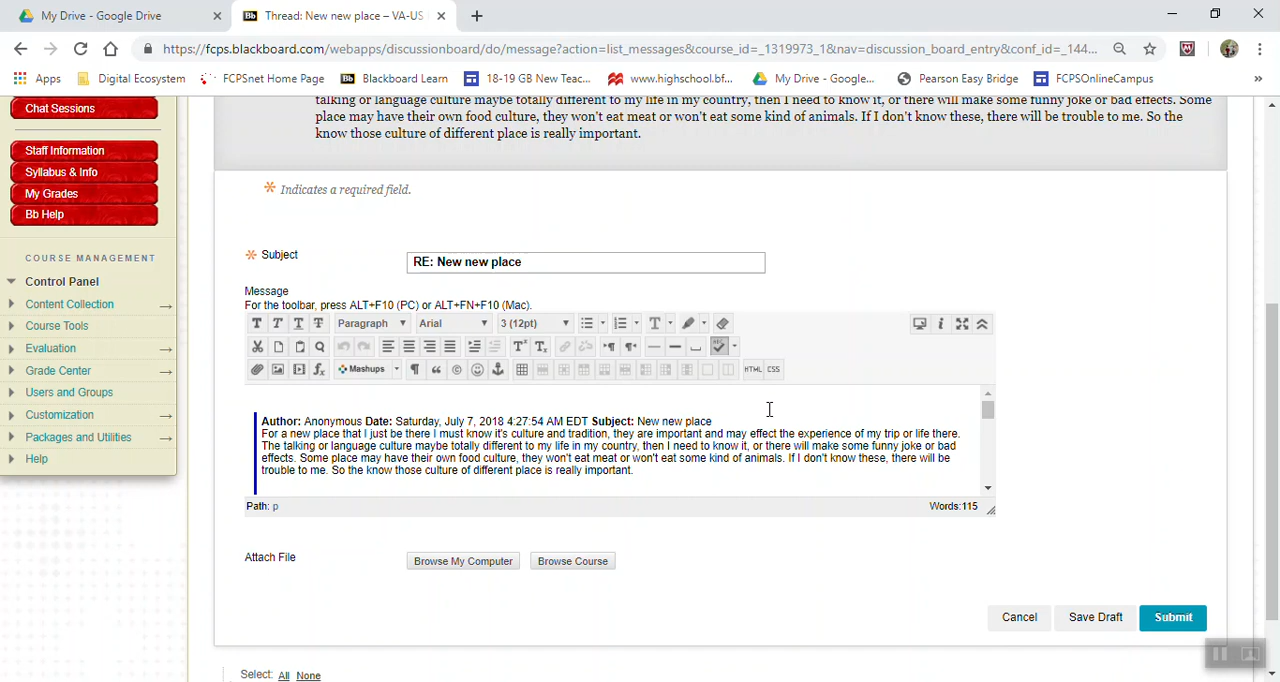 My Drive - Google Drive
Bb Thread: New new place – VA-US
https://fcps.blackboard.com/webapps/discussionboard/do/message?action=list_messages&course_id=_1319973_1&nav=discussion_board_entry&conf_id=_144...
Apps Digital Ecosystem FCPSnet Home Page Bb Blackboard Learn 18-19 GB New Teac... www.highschool.bf... My Drive - Google... Pearson Easy Bridge FCPSOnlineCampus »
Chat Sessions
Staff Information
Syllabus & Info
My Grades
Bb Help
COURSE MANAGEMENT
Control Panel
Content Collection
Course Tools
Evaluation
Grade Center
Users and Groups
Customization
Packages and Utilities
Help
talking or language culture maybe totally different to my life in my country, then I need to know it, or there will make some funny joke or bad effects. Some
place may have their own food culture, they won't eat meat or won't eat some kind of animals. If I don't know these, there will be trouble to me. So the
know those culture of different place is really important.
Indicates a required field.
Subject
RE: New new place
Message
For the toolbar, press ALT+F10 (PC) or ALT+FN+F10 (Mac).
T T T T Paragraph Arial 3 (12pt) T
Mashups HTML CSS
Author: Anonymous Date: Saturday, July 7, 2018 4:27:54 AM EDT Subject: New new place
For a new place that I just be there I must know it's culture and tradition, they are important and may effect the experience of my trip or life there.
The talking or language culture maybe totally different to my life in my country, then I need to know it, or there will make some funny joke or bad
effects. Some place may have their own food culture, they won't eat meat or won't eat some kind of animals. If I don't know these, there will be
trouble to me. So the know those culture of different place is really important.
Path: p Words:115
Attach File
Browse My Computer Browse Course
Cancel Save Draft Submit
Select: All None